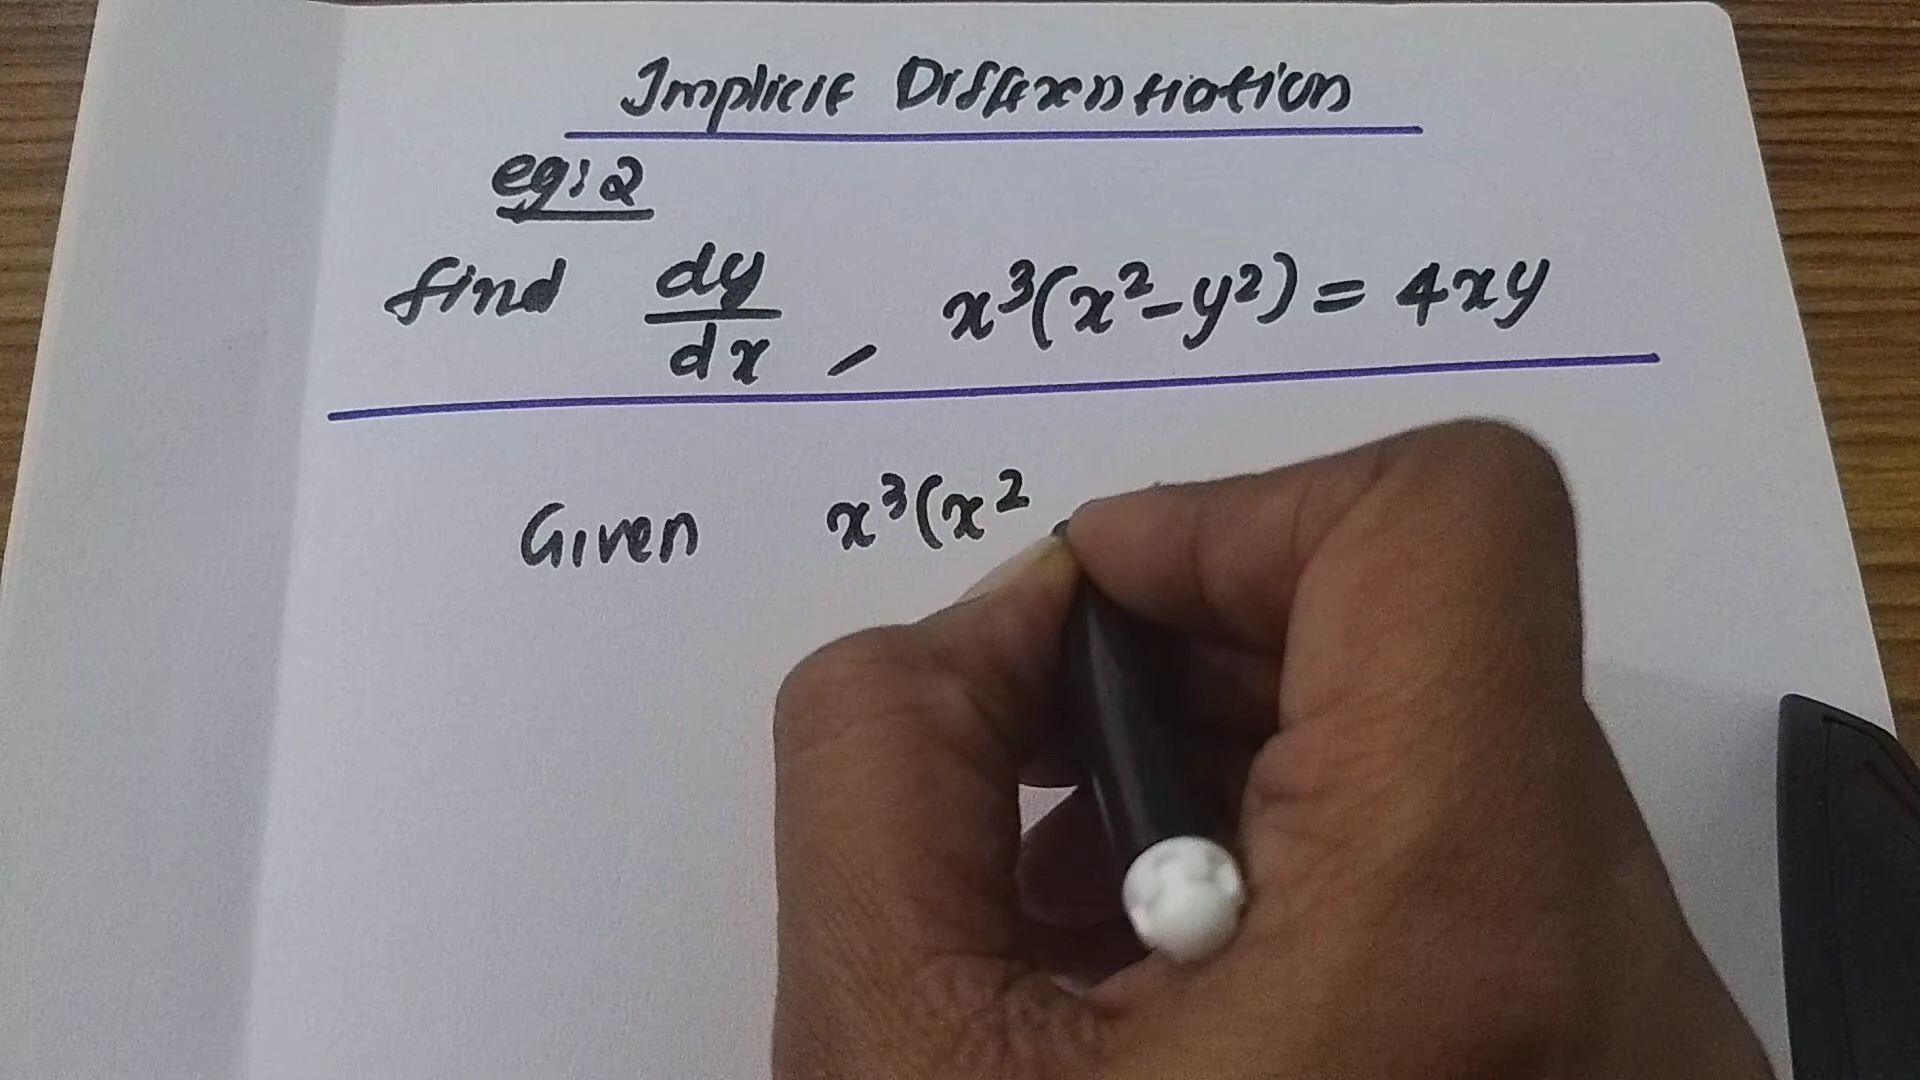 Implicit Differentiation
eg: 2
find dy/dx, x³(x²-y²) = 4xy
Given x³(x²